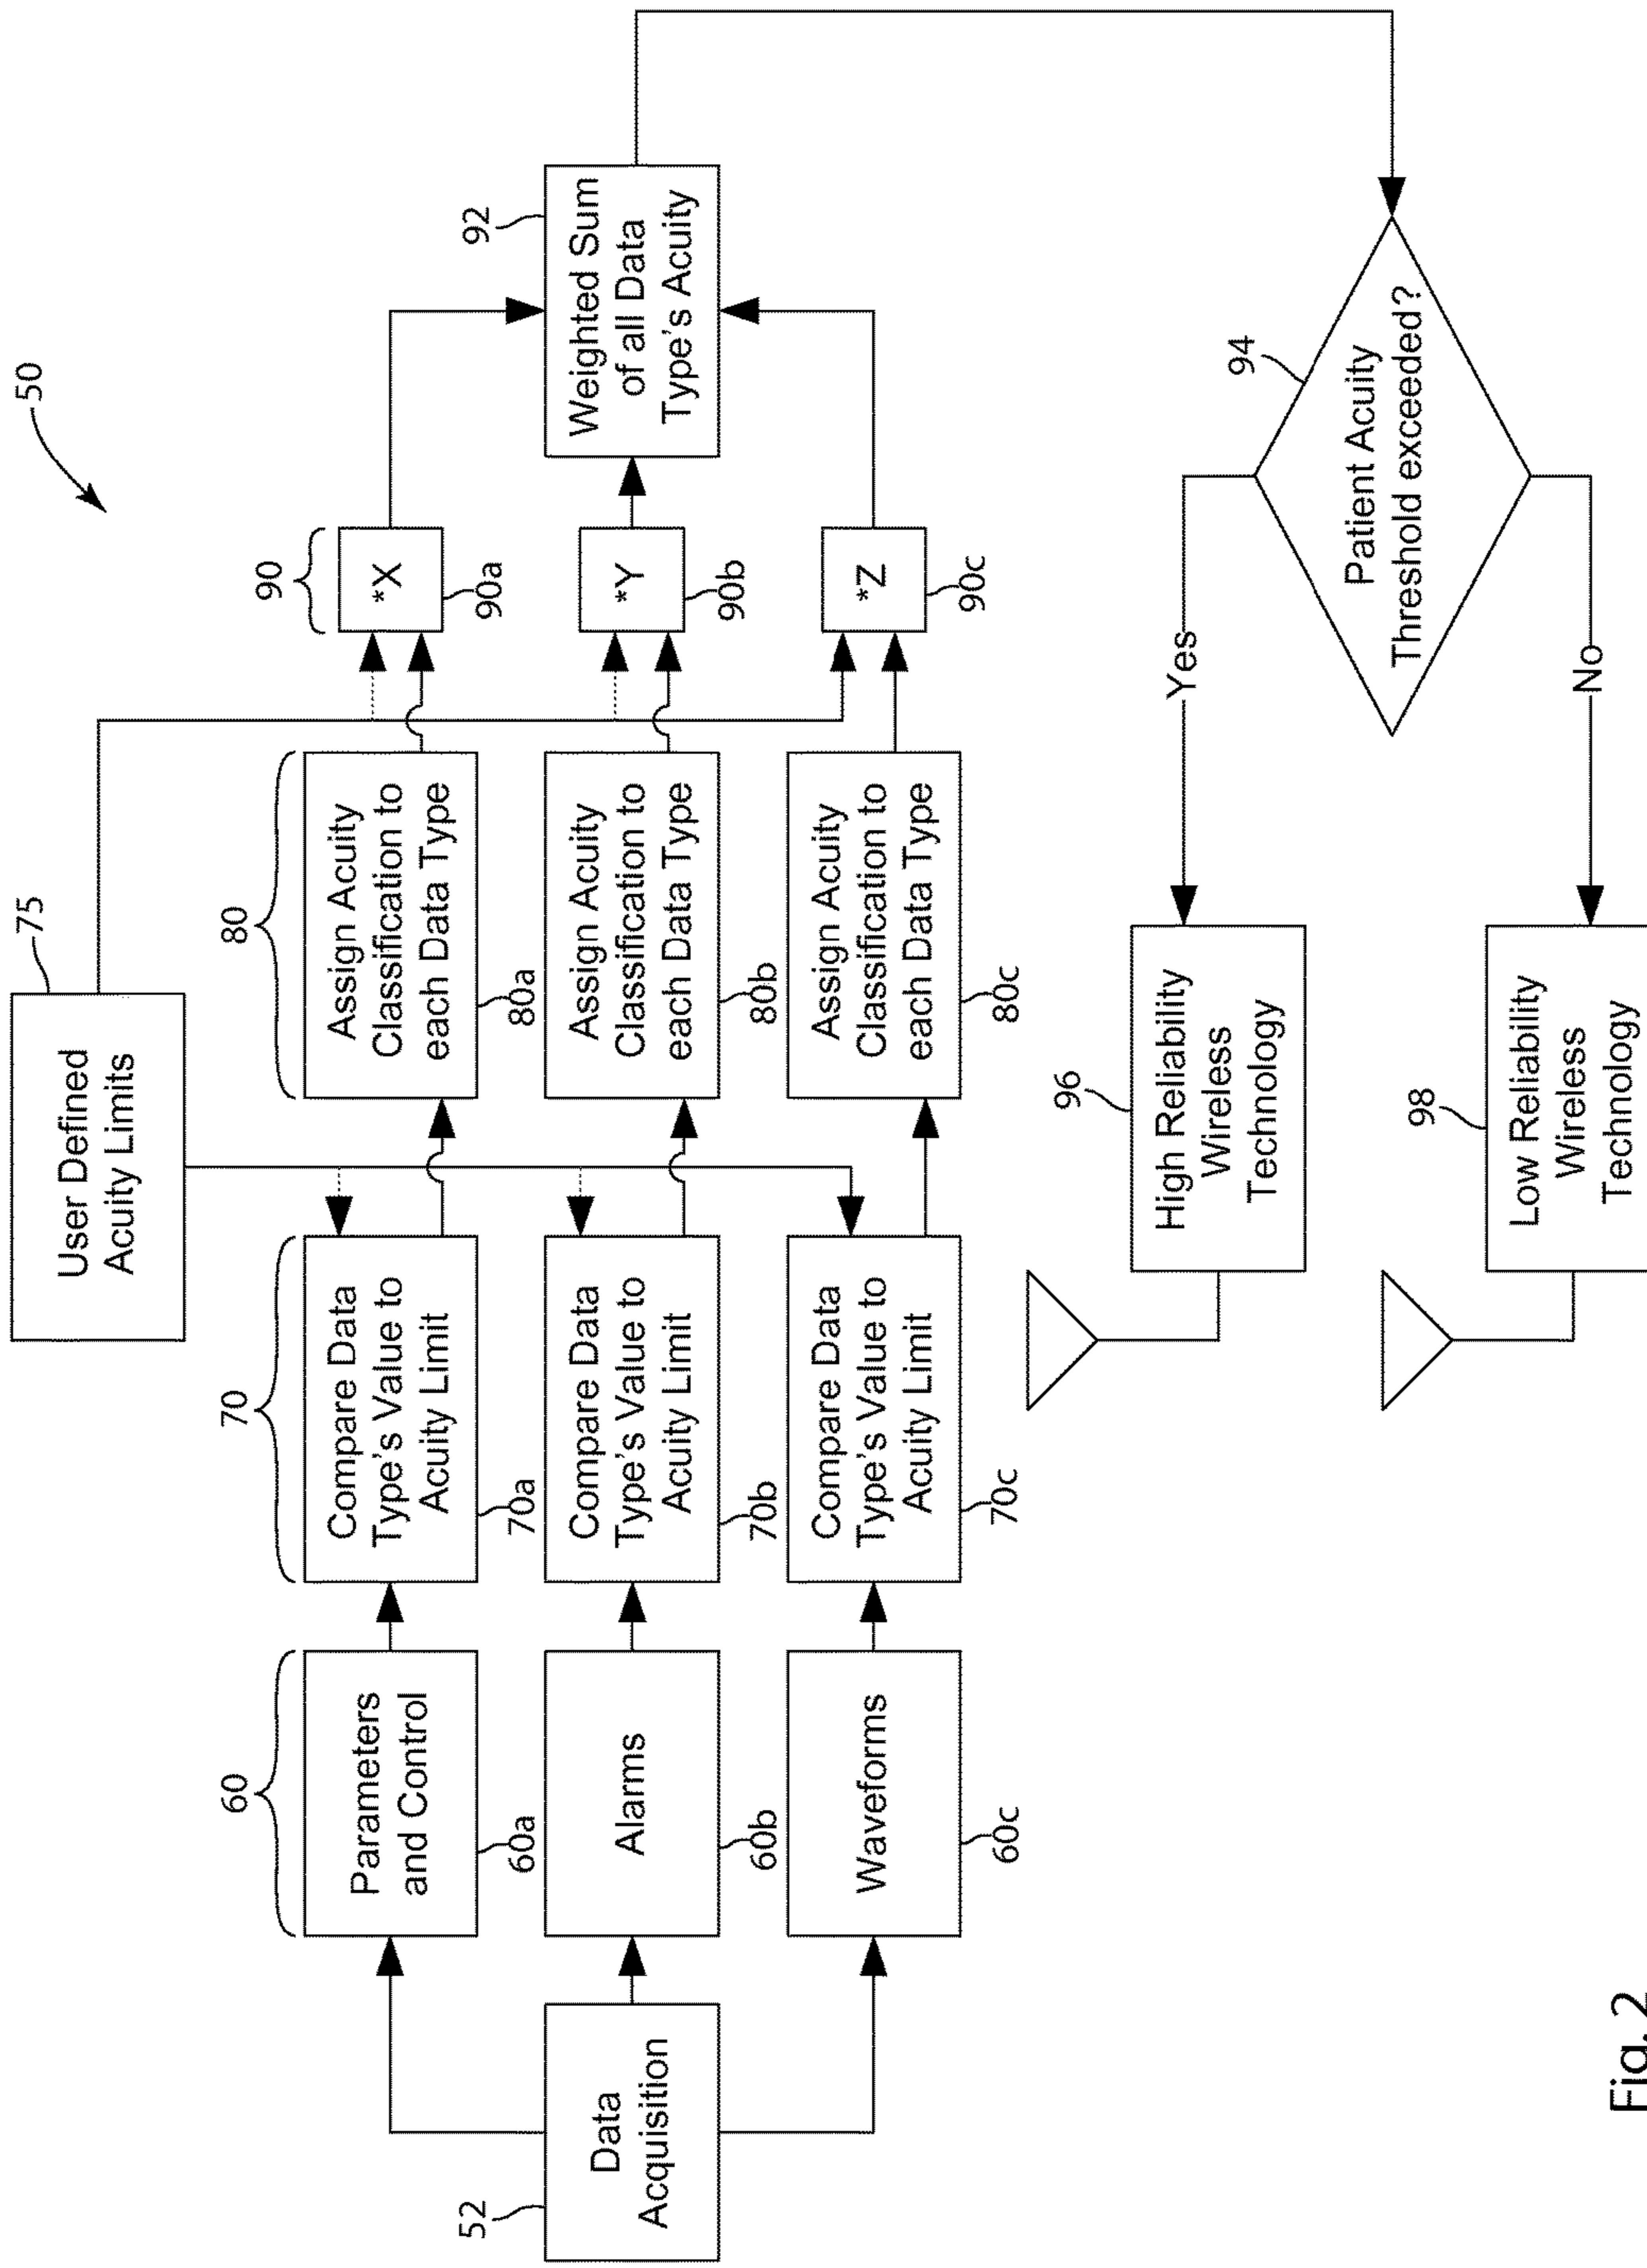 50
75
User Defined
Acuity Limits
60
70
80
90
Parameters
and Control
60a
Compare Data
Type's Value to
Acuity Limit
70a
Assign Acuity
Classification to
each Data Type
80a
*X
90a
52
Data
Acquisition
Alarms
60b
Compare Data
Type's Value to
Acuity Limit
70b
Assign Acuity
Classification to
each Data Type
80b
*Y
90b
92
Weighted Sum
of all Data
Type's Acuity
Waveforms
60c
Compare Data
Type's Value to
Acuity Limit
70c
Assign Acuity
Classification to
each Data Type
80c
*Z
90c
96
High Reliability
Wireless
Technology
Yes
94
Patient Acuity
Threshold exceeded?
98
Low Reliability
Wireless
Technology
No
Fig. 2